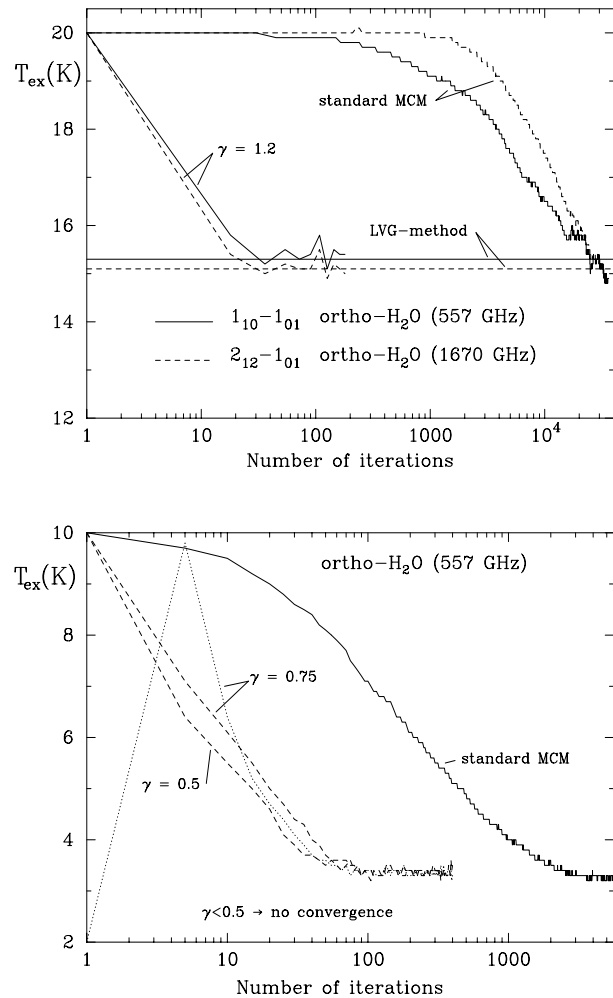 20
T_ex(K)
standard MCM
18
γ = 1.2
16
LVG-method
14
1_10-1_01 ortho-H_2O (557 GHz)
2_12-1_01 ortho-H_2O (1670 GHz)
12
1 10 100 1000 10^4
Number of iterations
10
ortho-H_2O (557 GHz)
T_ex(K)
8
γ = 0.75
6
standard MCM
γ = 0.5
4
γ<0.5 → no convergence
2
1 10 100 1000
Number of iterations